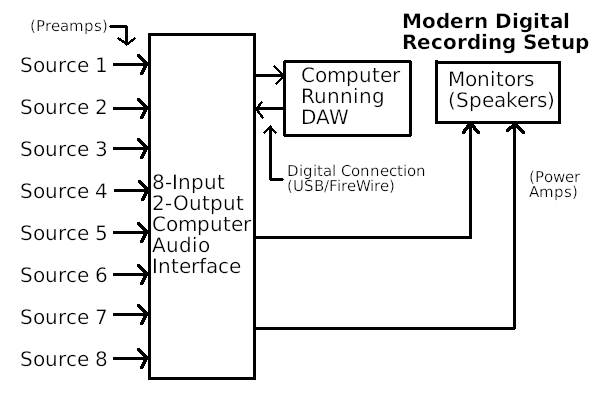 Modern Digital
Recording Setup
(Preamps)
Source 1
Source 2
Source 3
Source 4
Source 5
Source 6
Source 7
Source 8
8-Input
2-Output
Computer
Audio
Interface
Computer
Running
DAW
Digital Connection
(USB/FireWire)
Monitors
(Speakers)
(Power
Amps)